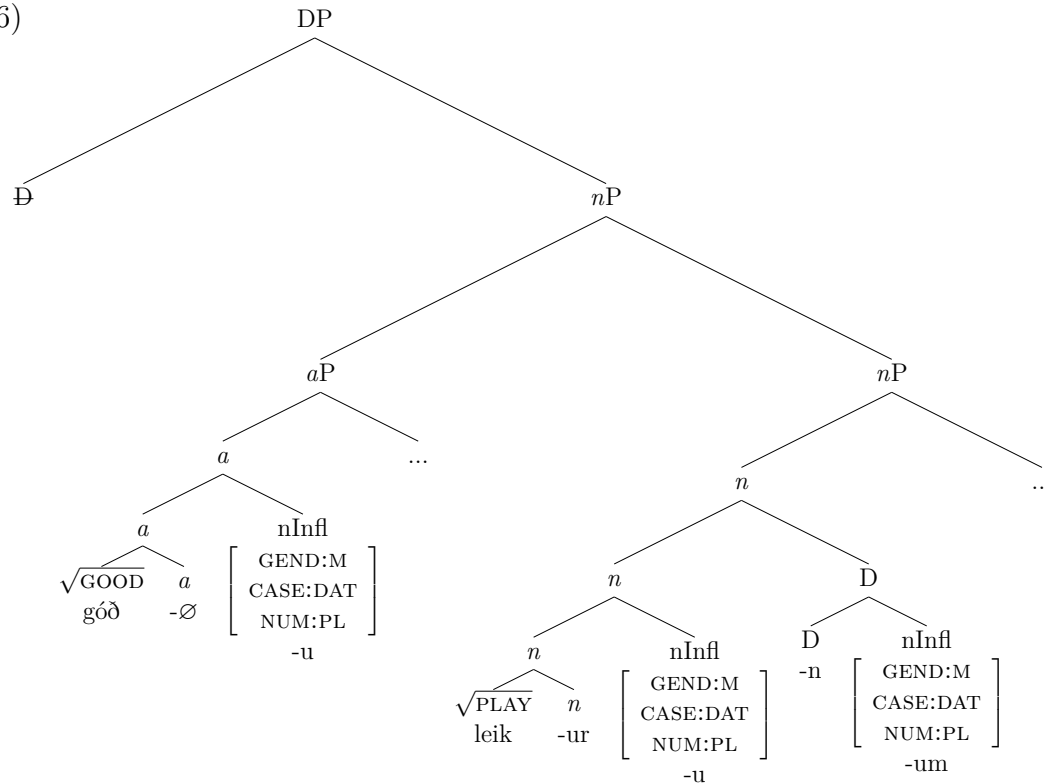 6)
DP
D
nP
aP
nP
a
...
n
..
a
nInfl
GEND:M
CASE:DAT
NUM:PL
-u
√GOOD
góð
a
-∅
n
D
n
nInfl
GEND:M
CASE:DAT
NUM:PL
-u
D
-n
nInfl
GEND:M
CASE:DAT
NUM:PL
-um
√PLAY
leik
n
-ur